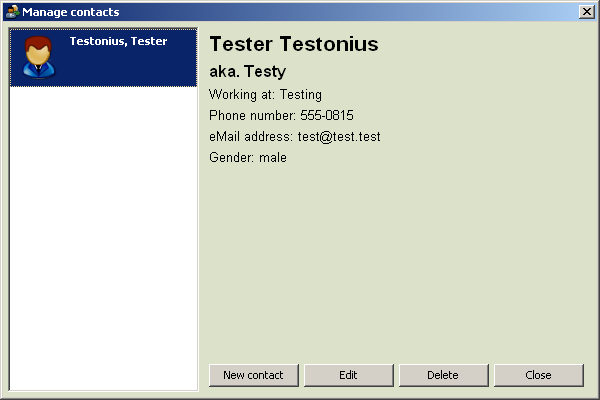 Manage contacts
Testonius, Tester
Tester Testonius
aka. Testy
Working at: Testing
Phone number: 555-0815
eMail address: test@test.test
Gender: male
New contact
Edit
Delete
Close